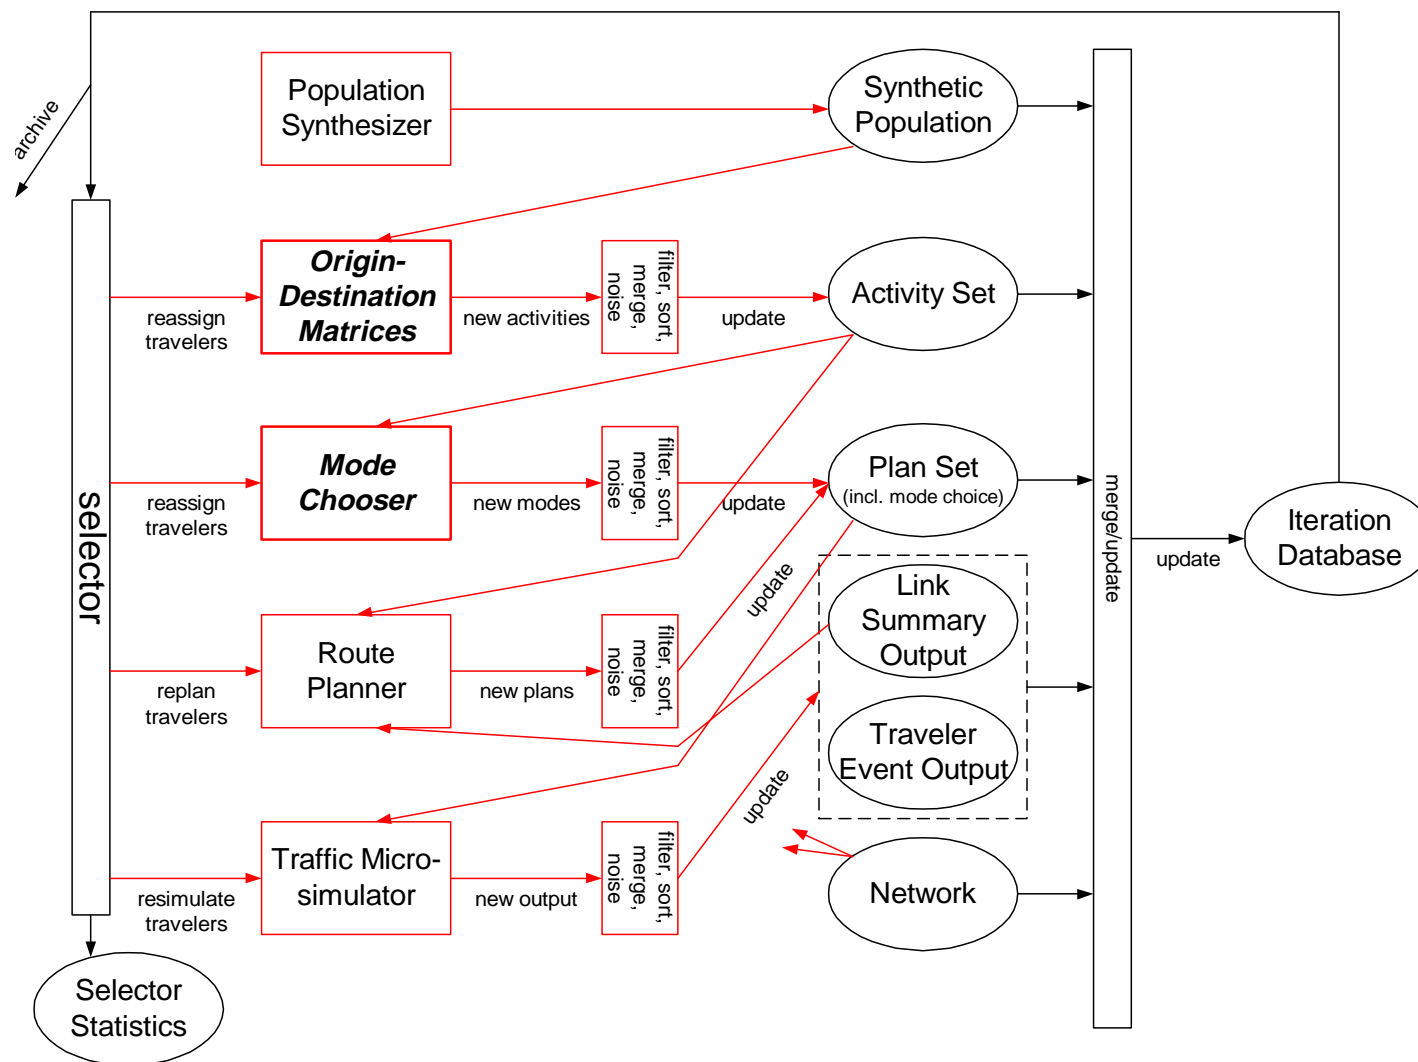 archive
Population
Synthesizer
Synthetic
Population
selector
reassign
travelers
Origin-
Destination
Matrices
new activities
filter, sort,
merge,
noise
update
Activity Set
reassign
travelers
Mode
Chooser
new modes
filter, sort,
merge,
noise
update
Plan Set
(incl. mode choice)
merge/update
update
Iteration
Database
replan
travelers
Route
Planner
new plans
filter, sort,
merge,
noise
update
Link
Summary
Output
Traveler
Event Output
resimulate
travelers
Traffic Micro-
simulator
new output
filter, sort,
merge,
noise
update
Network
Selector
Statistics